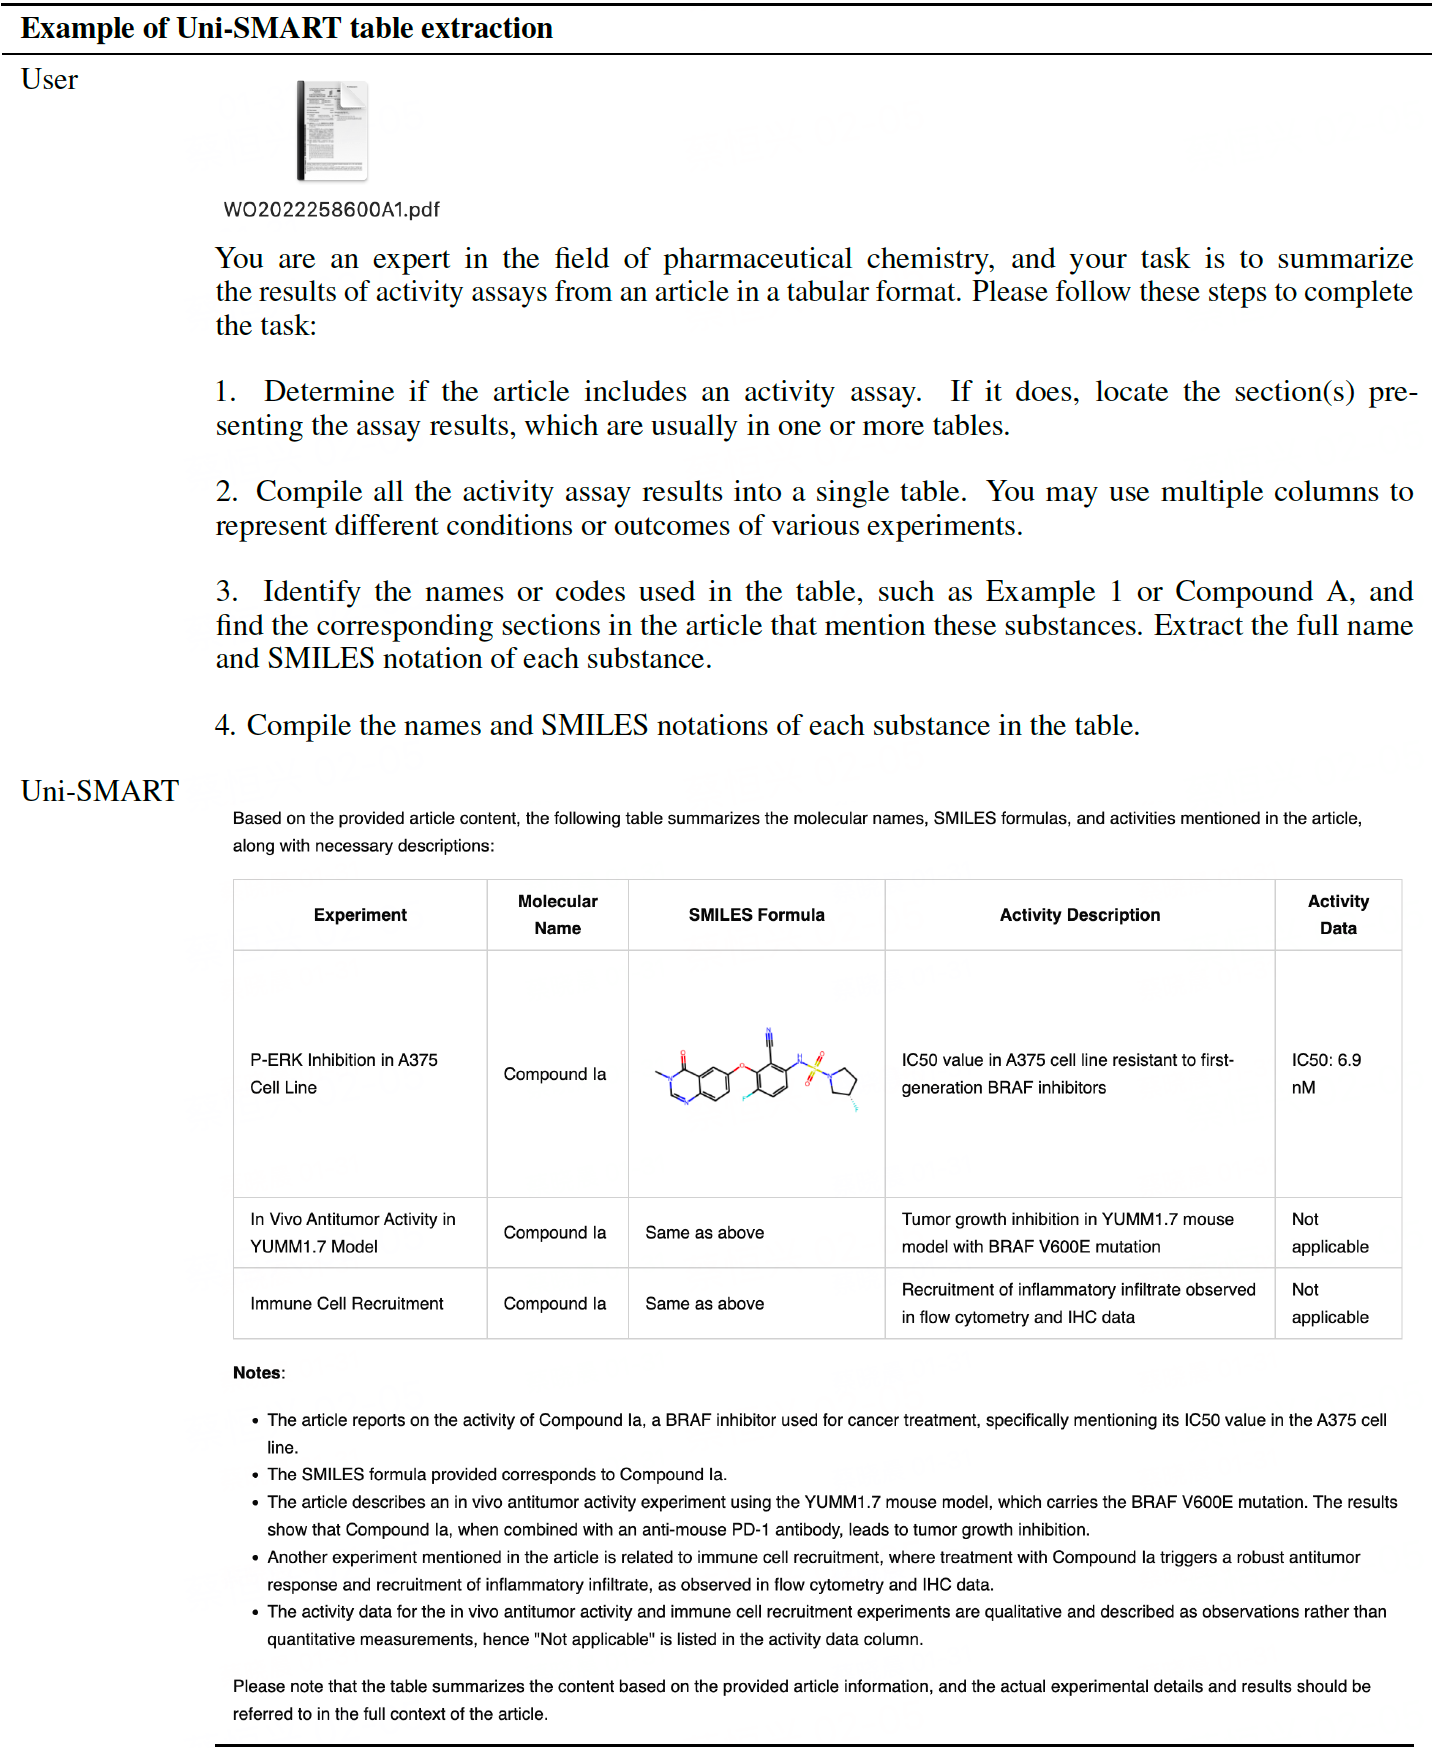 Example of Uni-SMART table extraction
User
WO2022258600A1.pdf
You are an expert in the field of pharmaceutical chemistry, and your task is to summarize
the results of activity assays from an article in a tabular format. Please follow these steps to complete
the task:
1. Determine if the article includes an activity assay. If it does, locate the section(s) pre-
senting the assay results, which are usually in one or more tables.
2. Compile all the activity assay results into a single table. You may use multiple columns to
represent different conditions or outcomes of various experiments.
3. Identify the names or codes used in the table, such as Example 1 or Compound A, and
find the corresponding sections in the article that mention these substances. Extract the full name
and SMILES notation of each substance.
4. Compile the names and SMILES notations of each substance in the table.
Uni-SMART
Based on the provided article content, the following table summarizes the molecular names, SMILES formulas, and activities mentioned in the article,
along with necessary descriptions:
Experiment
Molecular
Name
SMILES Formula
Activity Description
Activity
Data
P-ERK Inhibition in A375
Cell Line
Compound Ia
IC50 value in A375 cell line resistant to first-
generation BRAF inhibitors
IC50: 6.9
nM
In Vivo Antitumor Activity in
YUMM1.7 Model
Compound Ia
Same as above
Tumor growth inhibition in YUMM1.7 mouse
model with BRAF V600E mutation
Not
applicable
Immune Cell Recruitment
Compound Ia
Same as above
Recruitment of inflammatory infiltrate observed
in flow cytometry and IHC data
Not
applicable
Notes:
• The article reports on the activity of Compound Ia, a BRAF inhibitor used for cancer treatment, specifically mentioning its IC50 value in the A375 cell
line.
• The SMILES formula provided corresponds to Compound Ia.
• The article describes an in vivo antitumor activity experiment using the YUMM1.7 mouse model, which carries the BRAF V600E mutation. The results
show that Compound Ia, when combined with an anti-mouse PD-1 antibody, leads to tumor growth inhibition.
• Another experiment mentioned in the article is related to immune cell recruitment, where treatment with Compound Ia triggers a robust antitumor
response and recruitment of inflammatory infiltrate, as observed in flow cytometry and IHC data.
• The activity data for the in vivo antitumor activity and immune cell recruitment experiments are qualitative and described as observations rather than
quantitative measurements, hence "Not applicable" is listed in the activity data column.
Please note that the table summarizes the content based on the provided article information, and the actual experimental details and results should be
referred to in the full context of the article.